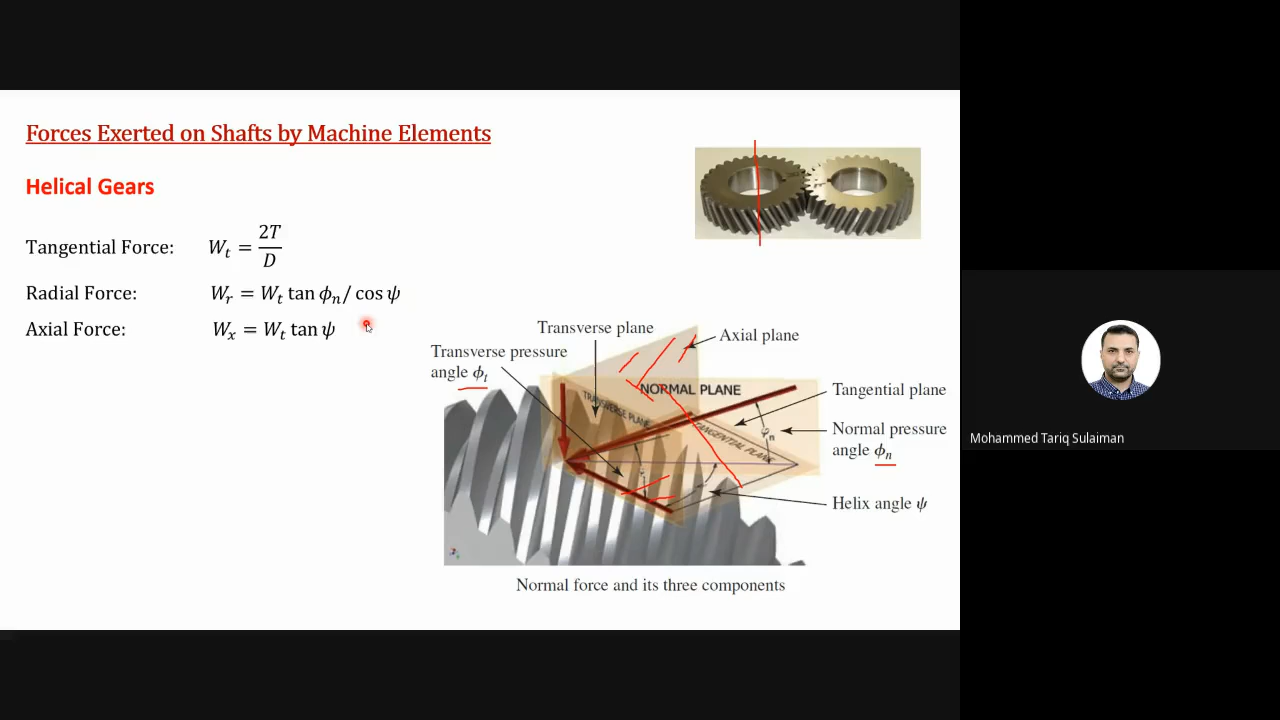 Forces Exerted on Shafts by Machine Elements
Helical Gears
Tangential Force: W_t = 2T/D
Radial Force: W_r = W_t tan ϕ_n / cos ψ
Axial Force: W_x = W_t tan ψ
Transverse plane
Axial plane
Transverse pressure
angle ϕ_t
NORMAL PLANE
TRANSVERSE PLANE
TANGENTIAL PLANE
Tangential plane
Normal pressure
angle ϕ_n
Helix angle ψ
Normal force and its three components
Mohammed Tariq Sulaiman